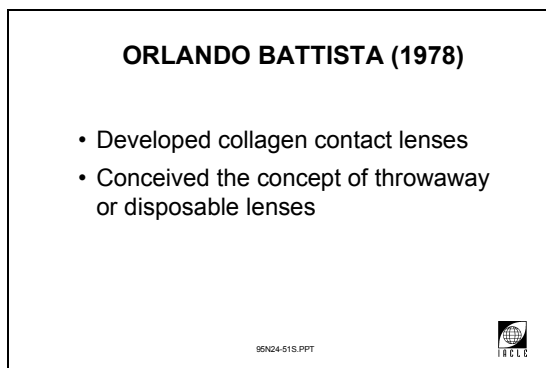 ORLANDO BATTISTA (1978)
• Developed collagen contact lenses
• Conceived the concept of throwaway
or disposable lenses
95N24-51S.PPT
IACLE